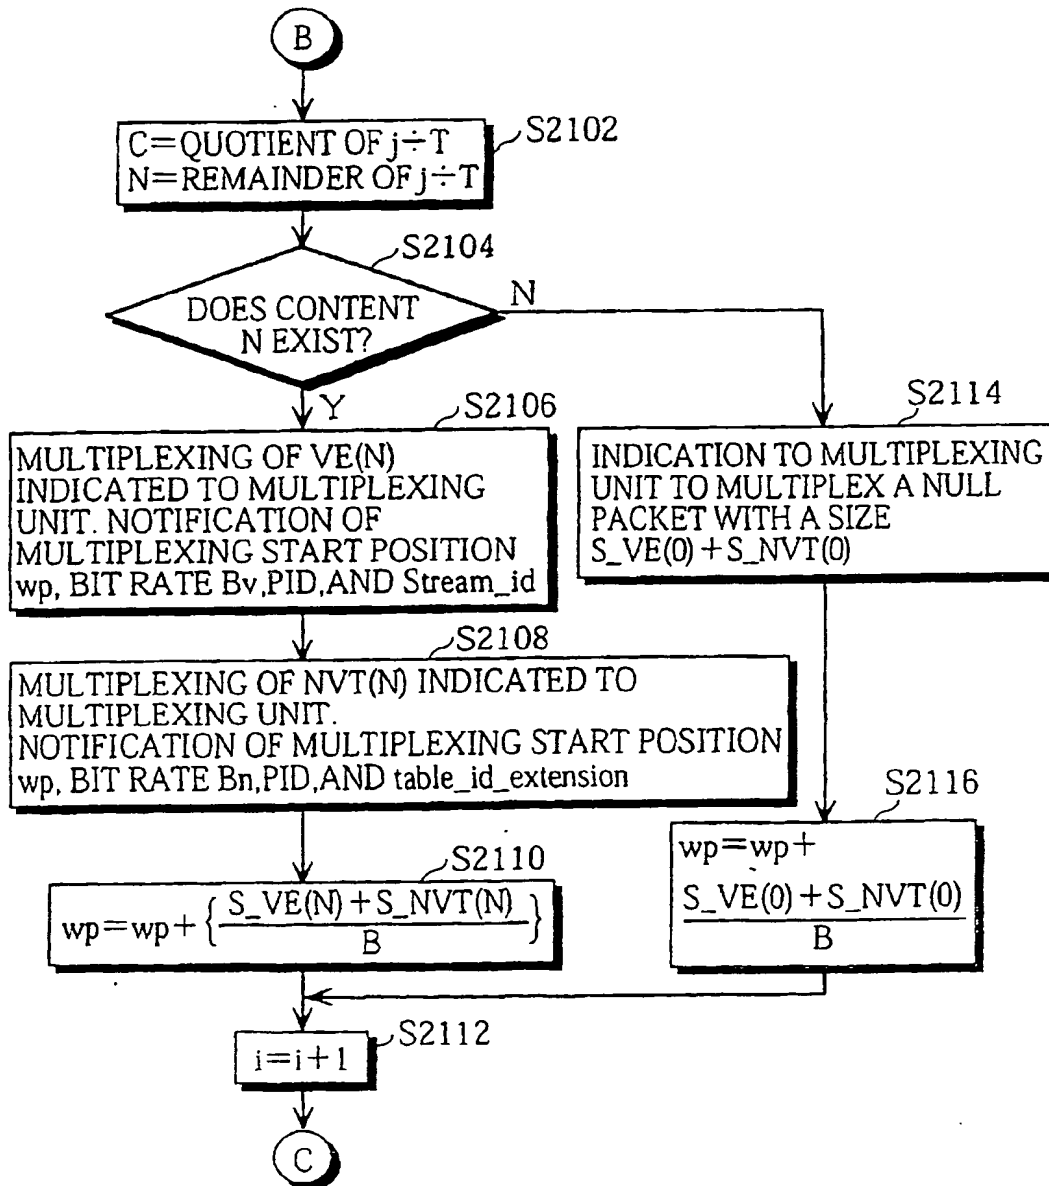 B
C=QUOTIENT OF j÷T
N=REMAINDER OF j÷T
S2102
S2104
DOES CONTENT
N EXIST?
N
Y
S2106
MULTIPLEXING OF VE(N)
INDICATED TO MULTIPLEXING
UNIT. NOTIFICATION OF
MULTIPLEXING START POSITION
wp, BIT RATE Bv,PID,AND Stream_id
S2114
INDICATION TO MULTIPLEXING
UNIT TO MULTIPLEX A NULL
PACKET WITH A SIZE
S_VE(0)+S_NVT(0)
S2108
MULTIPLEXING OF NVT(N) INDICATED TO
MULTIPLEXING UNIT.
NOTIFICATION OF MULTIPLEXING START POSITION
wp, BIT RATE Bn,PID,AND table_id_extension
S2110
wp=wp+{S_VE(N)+S_NVT(N)
B}
S2116
wp=wp+
S_VE(0)+S_NVT(0)
B
S2112
i=i+1
C